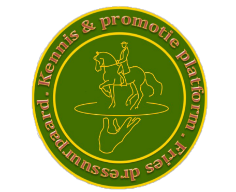 Kennis & promotie platform · Fries dressuurpaard ·